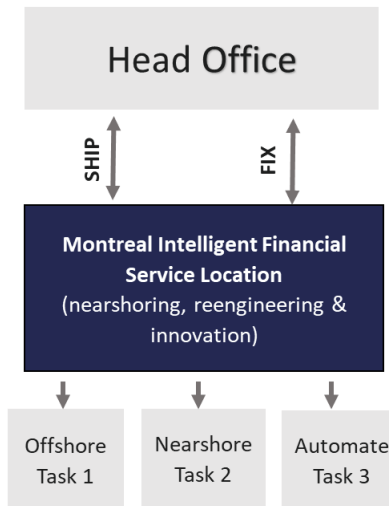 Head Office
SHIP
FIX
Montreal Intelligent Financial
Service Location
(nearshoring, reengineering &
innovation)
Offshore
Task 1
Nearshore
Task 2
Automate
Task 3